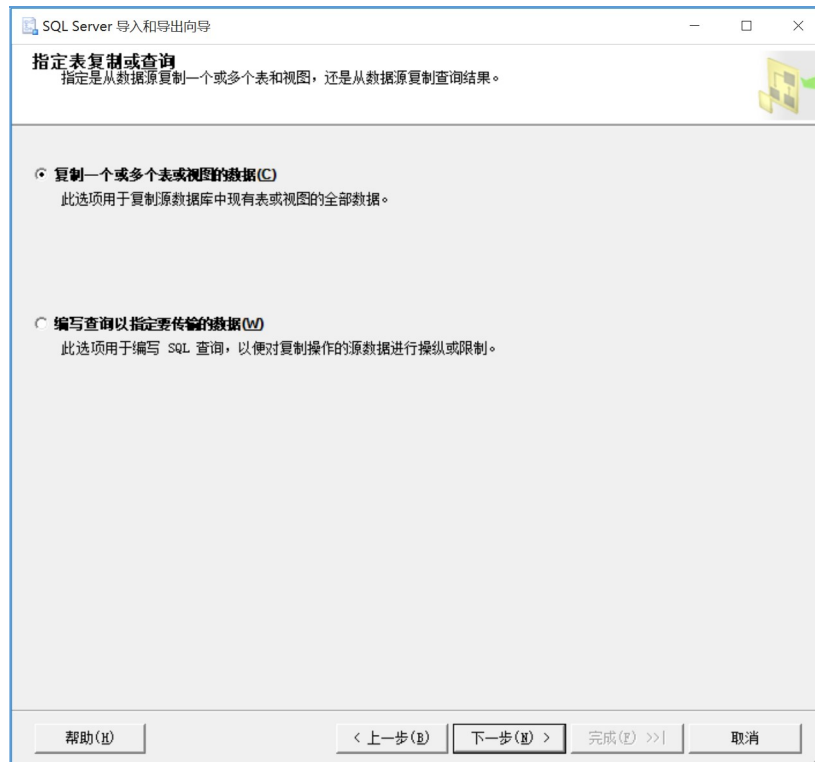 SQL Server 导入和导出向导
指定表复制或查询
指定是从数据源复制一个或多个表和视图，还是从数据源复制查询结果。
复制一个或多个表或视图的数据(C)
此选项用于复制源数据库中现有表或视图的全部数据。
编写查询以指定要传输的数据(W)
此选项用于编写 SQL 查询，以便对复制操作的源数据进行操纵或限制。
帮助(H) < 上一步(B) 下一步(N) > 完成(F) >>| 取消